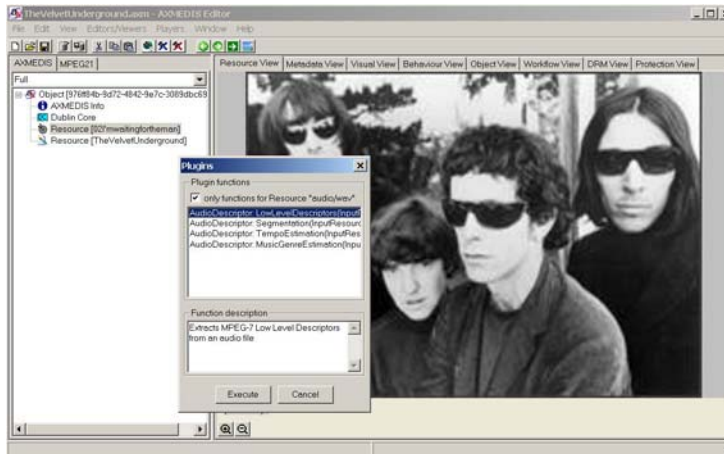 TheVelvetUnderground.axm - AXMEDIS Editor
File Edit View Editors/Viewers Players Window Help
AXMEDIS MPEG21
Full
Object [976ff84b-9d72-4842-9e7c-3089dbc69
AXMEDIS Info
Dublin Core
Resource [02I'mwaitingfortheman]
Resource [TheVelvetUnderground]
Resource View Metadata View Visual View Behaviour View Object View Workflow View DRM View Protection View
Plugins
Plugin functions
only functions for Resource "audio/wav"
AudioDescriptor: LowLevelDescriptors(InputR
AudioDescriptor: Segmentation(InputResourc
AudioDescriptor: TempoEstimation(InputRes
AudioDescriptor: MusicGenreEstimation(Inpu
Function description
Extracts MPEG-7 Low Level Descriptors
from an audio file
Execute Cancel